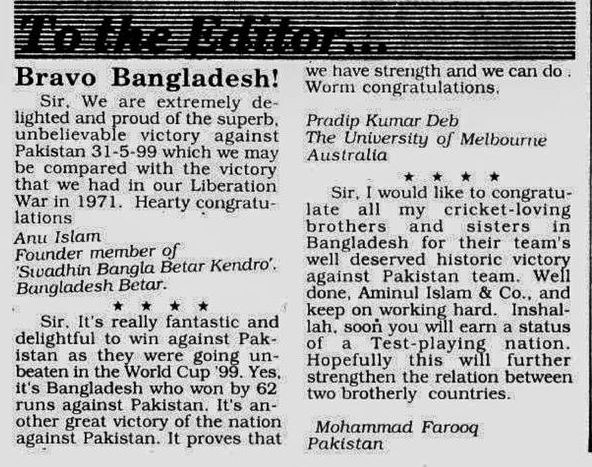 To the Editor...
Bravo Bangladesh!
Sir, We are extremely de-
lighted and proud of the superb,
unbelievable victory against
Pakistan 31-5-99 which we may
be compared with the victory
that we had in our Liberation
War in 1971. Hearty congratu-
lations
Anu Islam
Founder member of
'Swadhin Bangla Betar Kendro'.
Bangladesh Betar.
★ ★ ★ ★
Sir, It's really fantastic and
delightful to win against Pak-
istan as they were going un-
beaten in the World Cup '99. Yes,
it's Bangladesh who won by 62
runs against Pakistan. It's an-
other great victory of the nation
against Pakistan. It proves that
we have strength and we can do .
Worm congratulations.
Pradip Kumar Deb
The University of Melbourne
Australia
★ ★ ★ ★
Sir, I would like to congratu-
late all my cricket-loving
brothers and sisters in
Bangladesh for their team's
well deserved historic victory
against Pakistan team. Well
done, Aminul Islam & Co., and
keep on working hard. Inshal-
lah, soon you will earn a status
of a Test-playing nation.
Hopefully this will further
strengthen the relation between
two brotherly countries.
Mohammad Farooq
Pakistan